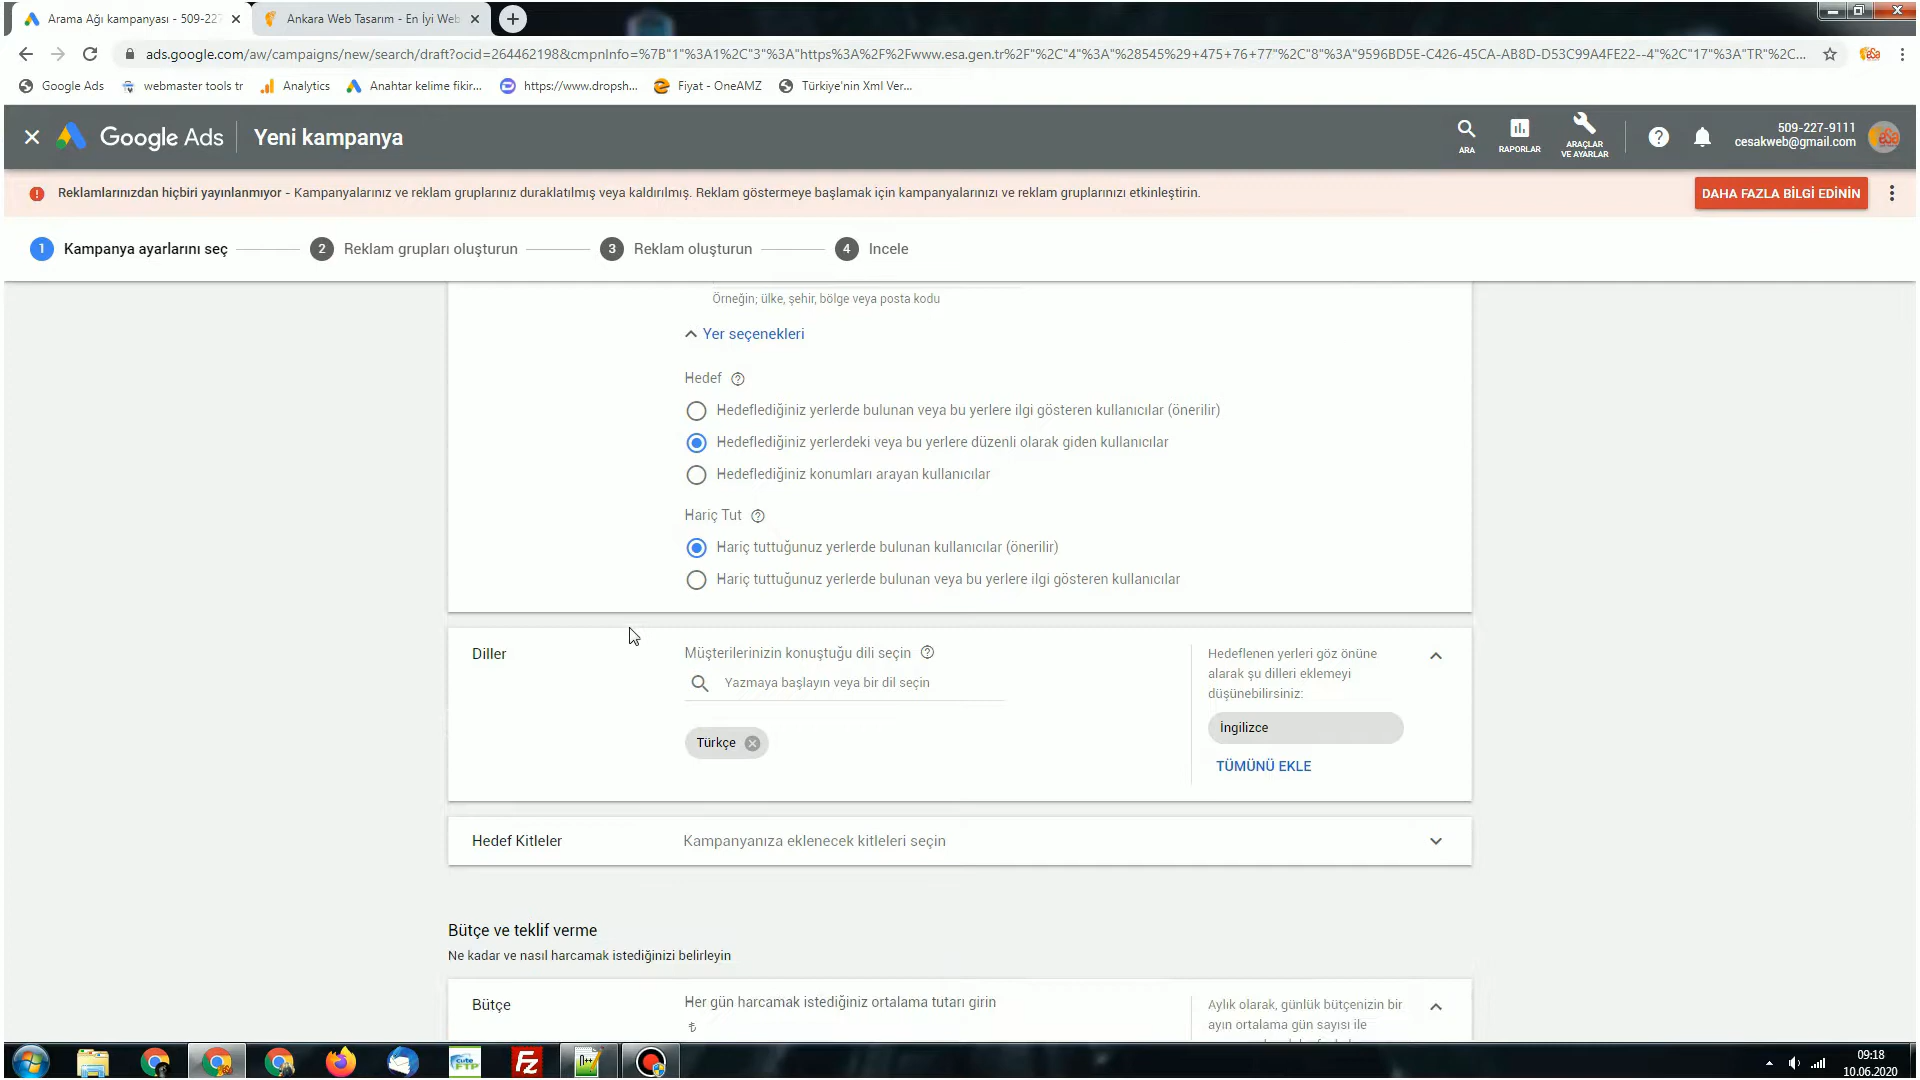 Arama Ağı kampanyası - 509-227
Ankara Web Tasarım - En İyi Web
ads.google.com/aw/campaigns/new/search/draft?ocid=264462198&cmpnInfo=%7B"1"%3A1%2C"3"%3A"https%3A%2F%2Fwww.esa.gen.tr%2F"%2C"4"%3A"%28545%29+475+76+77"%2C"8"%3A"9596BD5E-C426-45CA-AB8D-D53C99A4FE22--4"%2C"17"%3A"TR"%2C...
Google Ads
webmaster tools tr
Analytics
Anahtar kelime fikir...
https://www.dropsh...
Fiyat - OneAMZ
Türkiye'nin Xml Ver...
Google Ads
Yeni kampanya
ARA
RAPORLAR
ARAÇLAR
VE AYARLAR
509-227-9111
cesakweb@gmail.com
Reklamlarınızdan hiçbiri yayınlanmıyor - Kampanyalarınız ve reklam gruplarınız duraklatılmış veya kaldırılmış. Reklam göstermeye başlamak için kampanyalarınızı ve reklam gruplarınızı etkinleştirin.
DAHA FAZLA BİLGİ EDİNİN
1 Kampanya ayarlarını seç
2 Reklam grupları oluşturun
3 Reklam oluşturun
4 Incele
Örneğin; ülke, şehir, bölge veya posta kodu
Yer seçenekleri
Hedef
Hedeflediğiniz yerlerde bulunan veya bu yerlere ilgi gösteren kullanıcılar (önerilir)
Hedeflediğiniz yerlerdeki veya bu yerlere düzenli olarak giden kullanıcılar
Hedeflediğiniz konumları arayan kullanıcılar
Hariç Tut
Hariç tuttuğunuz yerlerde bulunan kullanıcılar (önerilir)
Hariç tuttuğunuz yerlerde bulunan veya bu yerlere ilgi gösteren kullanıcılar
Diller
Müşterilerinizin konuştuğu dili seçin
Yazmaya başlayın veya bir dil seçin
Türkçe
Hedeflenen yerleri göz önüne
alarak şu dilleri eklemeyi
düşünebilirsiniz:
İngilizce
TÜMÜNÜ EKLE
Hedef Kitleler
Kampanyanıza eklenecek kitleleri seçin
Bütçe ve teklif verme
Ne kadar ve nasıl harcamak istediğinizi belirleyin
Bütçe
Her gün harcamak istediğiniz ortalama tutarı girin
₺
Aylık olarak, günlük bütçenizin bir
ayın ortalama gün sayısı ile
09:18
10.06.2020